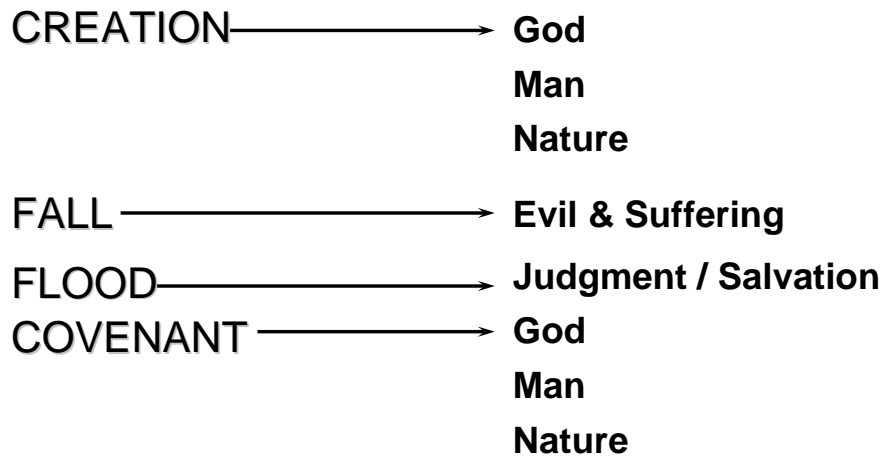 CREATION God
Man
Nature
FALL Evil & Suffering
FLOOD Judgment / Salvation
COVENANT God
Man
Nature